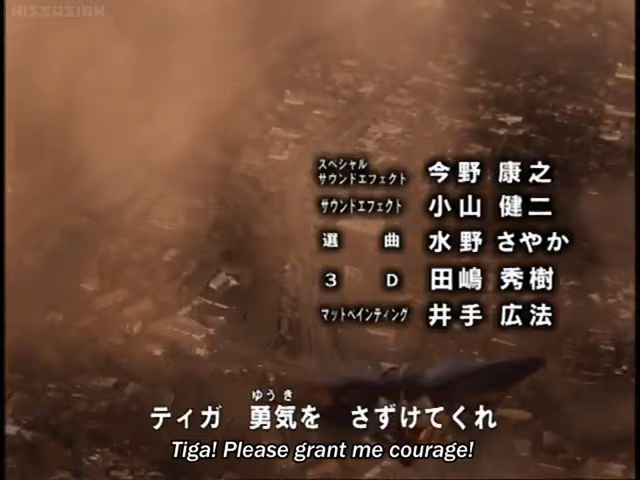 スペシャル
サウンドエフェクト 今野 康之
サウンドエフェクト 小山 健二
選 曲 水野 さやか
3 D 田嶋 秀樹
マットペインティング 井手 広法
ゆうき
ティガ 勇気を さずけてくれ
Tiga! Please grant me courage!